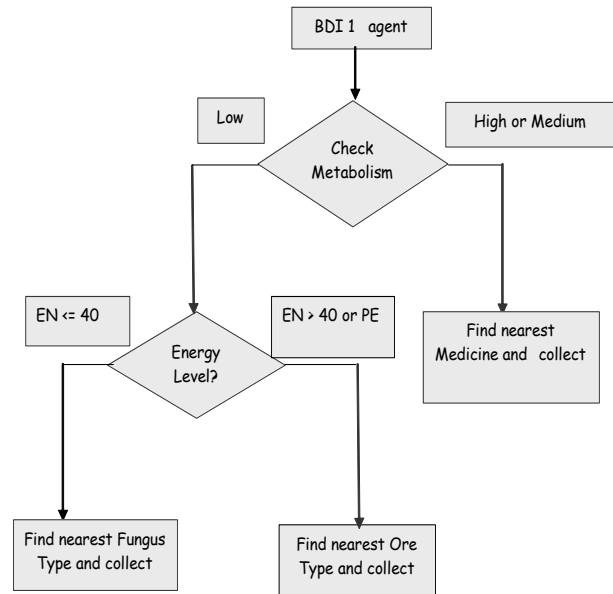 BDI 1 agent
Low
High or Medium
Check
Metabolism
EN <= 40
EN > 40 or PE
Energy
Level?
Find nearest
Medicine and collect
Find nearest Fungus
Type and collect
Find nearest Ore
Type and collect